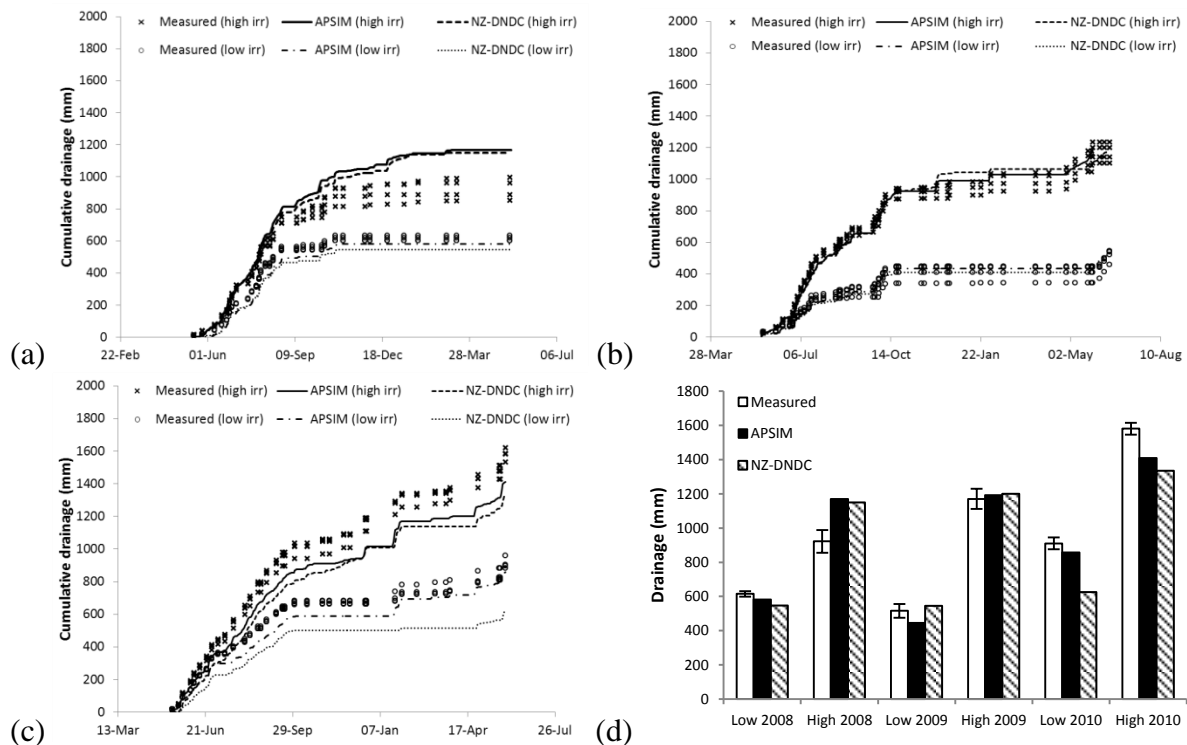 Measured (high irr) APSIM (high irr) NZ-DNDC (high irr)
Measured (low irr) APSIM (low irr) NZ-DNDC (low irr)
Cumulative drainage (mm)
2000
1800
1600
1400
1200
1000
800
600
400
200
0
22-Feb 01-Jun 09-Sep 18-Dec 28-Mar 06-Jul
(a)
Measured (high irr) APSIM (high irr) NZ-DNDC (high irr)
Measured (low irr) APSIM (low irr) NZ-DNDC (low irr)
Cumulative drainage (mm)
2000
1800
1600
1400
1200
1000
800
600
400
200
0
28-Mar 06-Jul 14-Oct 22-Jan 02-May 10-Aug
(b)
Measured (high irr) APSIM (high irr) NZ-DNDC (high irr)
Measured (low irr) APSIM (low irr) NZ-DNDC (low irr)
Cumulative drainage (mm)
2000
1800
1600
1400
1200
1000
800
600
400
200
0
13-Mar 21-Jun 29-Sep 07-Jan 17-Apr 26-Jul
(c)
Measured
APSIM
NZ-DNDC
Drainage (mm)
1800
1600
1400
1200
1000
800
600
400
200
0
Low 2008 High 2008 Low 2009 High 2009 Low 2010 High 2010
(d)